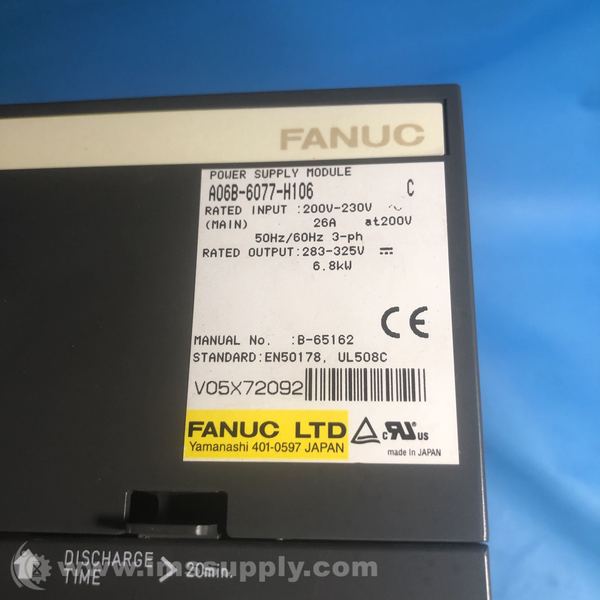 FANUC
POWER SUPPLY MODULE
A06B-6077-H106 C
RATED INPUT :200V-230V ~
(MAIN) 26A at200V
50Hz/60Hz 3-ph
RATED OUTPUT:283-325V ⎓
6.8kW
CE
MANUAL No. :B-65162
STANDARD:EN50178, UL508C
V05X72092
FANUC LTD
Yamanashi 401-0597 JAPAN
c RU US
made in JAPAN
DISCHARGE
TIME > 20min.
www.imssupply.com